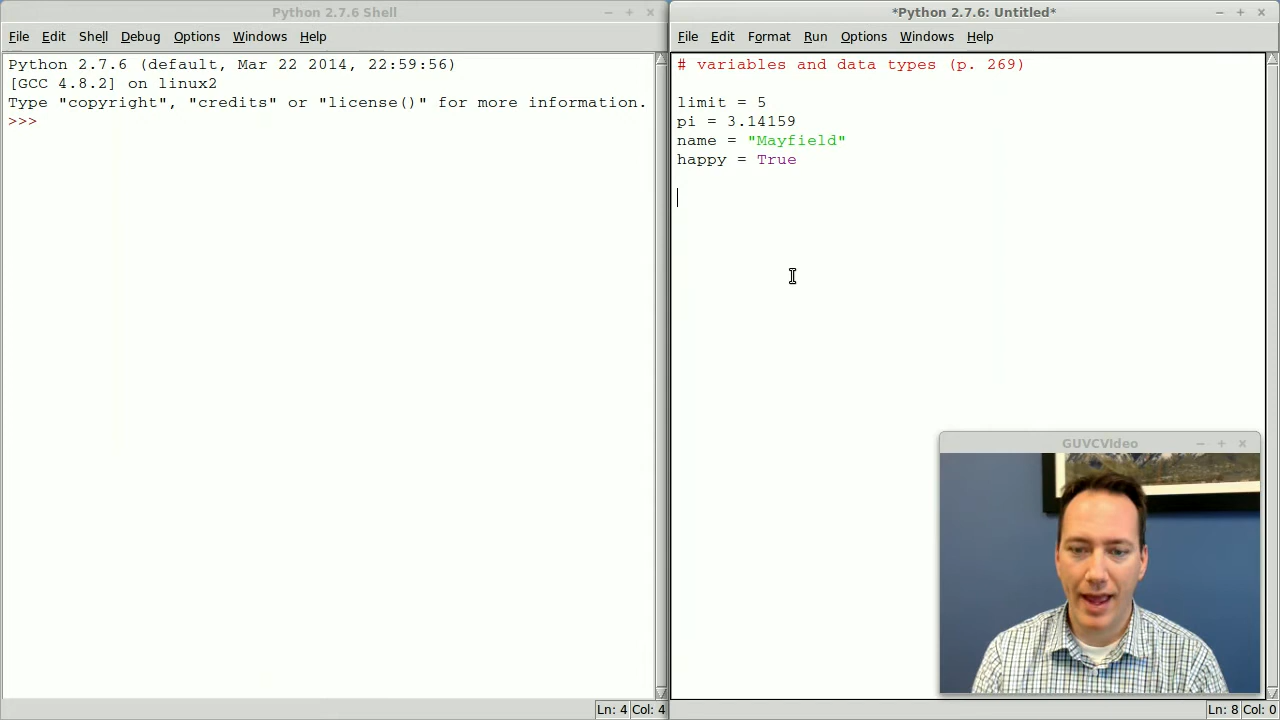 Python 2.7.6 Shell
File Edit Shell Debug Options Windows Help
Python 2.7.6 (default, Mar 22 2014, 22:59:56)
[GCC 4.8.2] on linux2
Type "copyright", "credits" or "license()" for more information.
>>>
Ln: 4 Col: 4
*Python 2.7.6: Untitled*
File Edit Format Run Options Windows Help
# variables and data types (p. 269)
limit = 5
pi = 3.14159
name = "Mayfield"
happy = True
GUVCVideo
Ln: 8 Col: 0